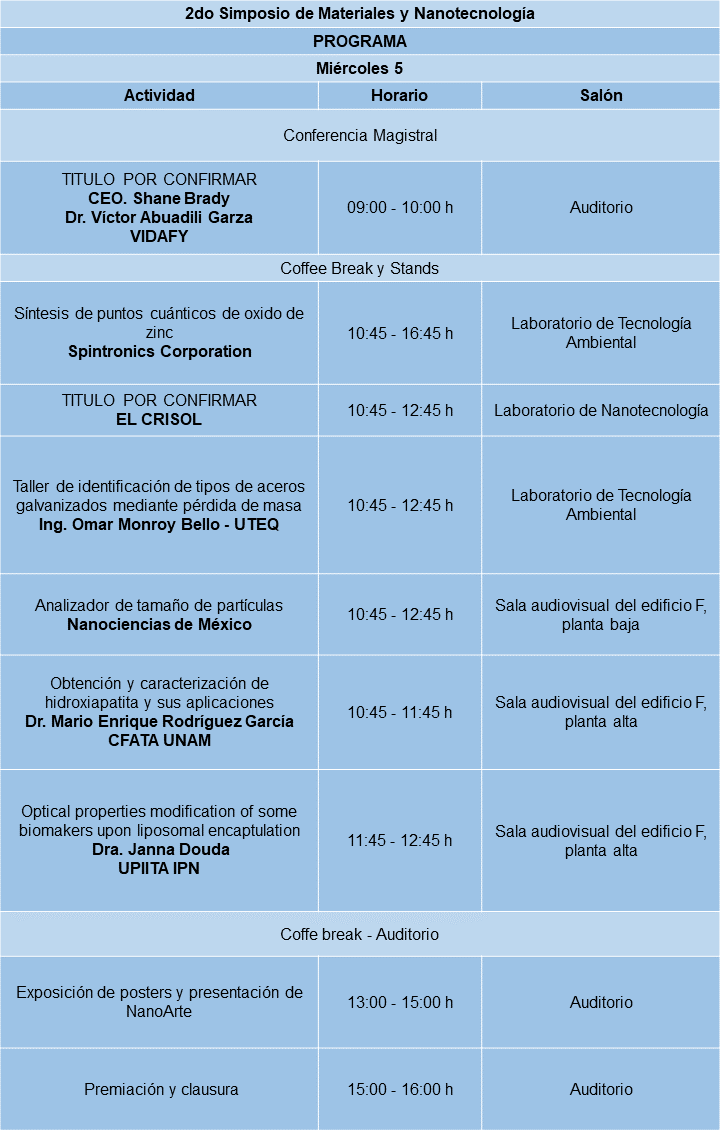 2do Simposio de Materiales y Nanotecnología
PROGRAMA
Miércoles 5
Actividad Horario Salón
Conferencia Magistral
TITULO POR CONFIRMAR
CEO. Shane Brady
Dr. Víctor Abuadili Garza
VIDAFY
09:00 - 10:00 h
Auditorio
Coffee Break y Stands
Síntesis de puntos cuánticos de oxido de
zinc
Spintronics Corporation
10:45 - 16:45 h
Laboratorio de Tecnología
Ambiental
TITULO POR CONFIRMAR
EL CRISOL
10:45 - 12:45 h
Laboratorio de Nanotecnología
Taller de identificación de tipos de aceros
galvanizados mediante pérdida de masa
Ing. Omar Monroy Bello - UTEQ
10:45 - 12:45 h
Laboratorio de Tecnología
Ambiental
Analizador de tamaño de partículas
Nanociencias de México
10:45 - 12:45 h
Sala audiovisual del edificio F,
planta baja
Obtención y caracterización de
hidroxiapatita y sus aplicaciones
Dr. Mario Enrique Rodríguez García
CFATA UNAM
10:45 - 11:45 h
Sala audiovisual del edificio F,
planta alta
Optical properties modification of some
biomakers upon liposomal encaptulation
Dra. Janna Douda
UPIITA IPN
11:45 - 12:45 h
Sala audiovisual del edificio F,
planta alta
Coffe break - Auditorio
Exposición de posters y presentación de
NanoArte
13:00 - 15:00 h
Auditorio
Premiación y clausura
15:00 - 16:00 h
Auditorio